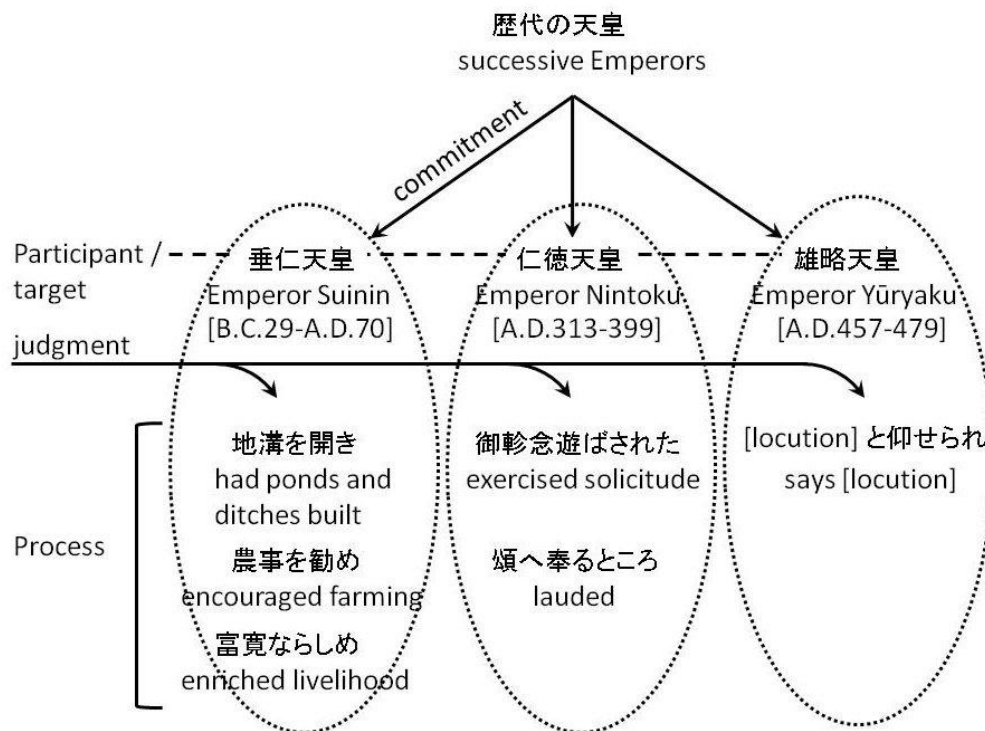 歴代の天皇
successive Emperors
commitment
Participant /
target
垂仁天皇
Emperor Suinin
[B.C.29-A.D.70]
仁徳天皇
Emperor Nintoku
[A.D.313-399]
雄略天皇
Emperor Yūryaku
[A.D.457-479]
judgment
Process
地溝を開き
had ponds and
ditches built
農事を勧め
encouraged farming
富寛ならしめ
enriched livelihood
御軫念遊ばされた
exercised solicitude
頌へ奉るところ
lauded
[locution] と仰せられ
says [locution]